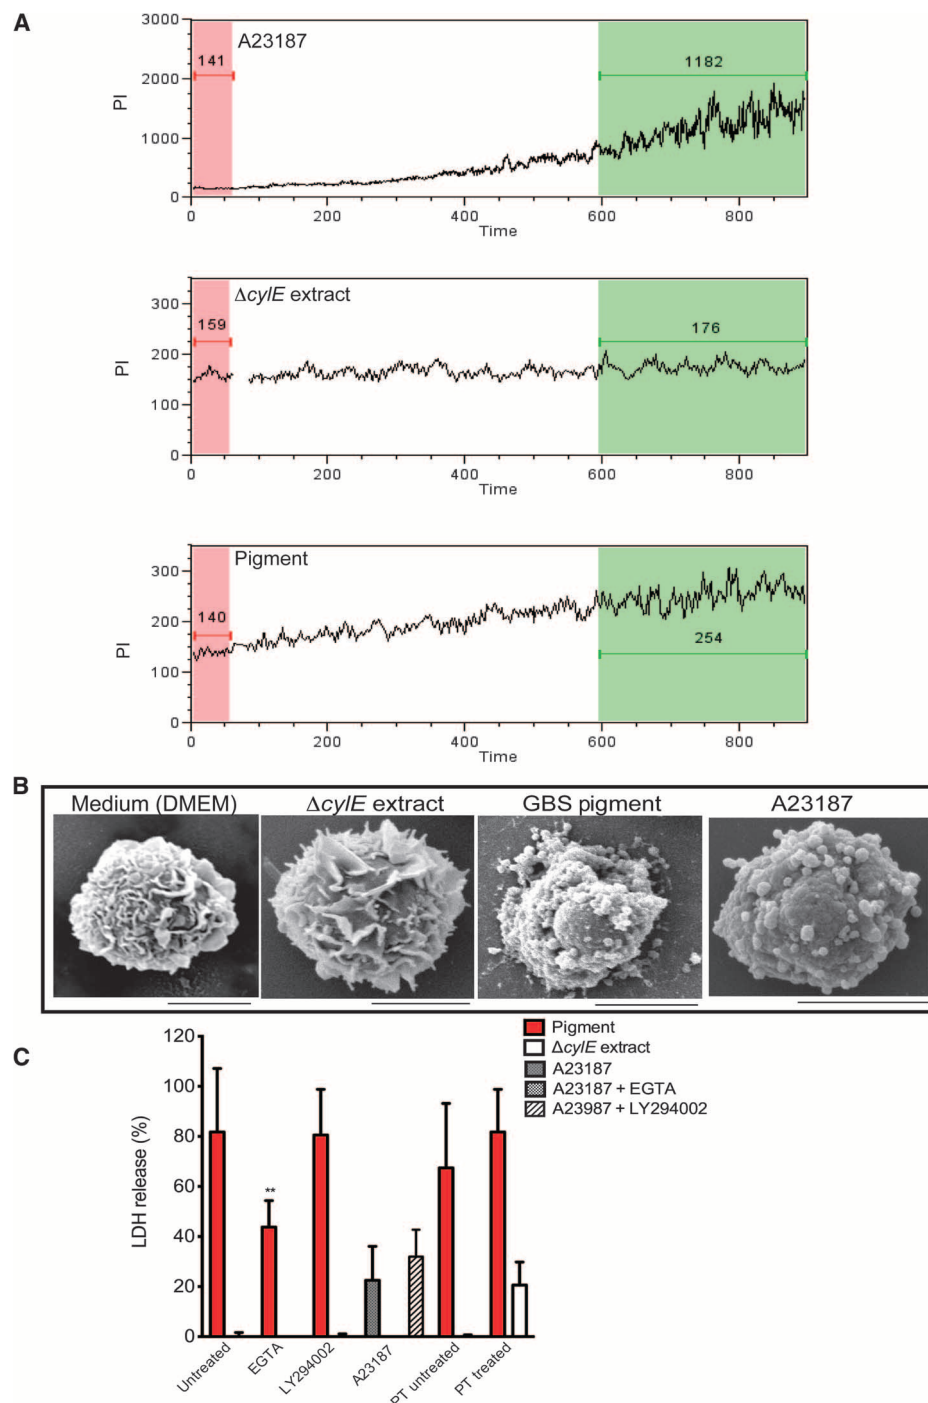 A
3000
2000
1000
0
PI
A23187
141
1182
0 200 400 600 800
Time
300
200
100
0
PI
ΔcylE extract
159
176
0 200 400 600 800
Time
300
200
100
0
PI
Pigment
140
254
0 200 400 600 800
Time
B
Medium (DMEM) ΔcylE extract GBS pigment A23187
C
Pigment
ΔcylE extract
A23187
A23187 + EGTA
A23987 + LY294002
120
100
80
60
40
20
0
LDH release (%)
**
Untreated
EGTA
LY294002
A23187
PT untreated
PT treated